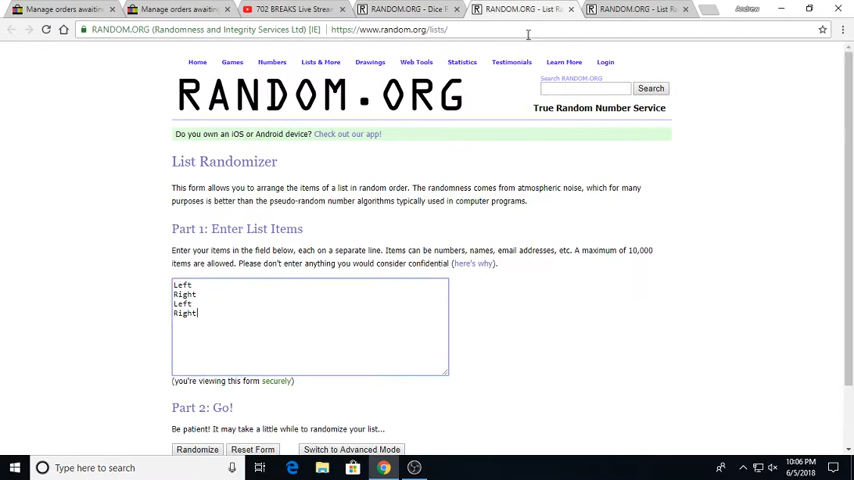 Manage orders awaitin
Manage orders awaitin
702 BREAKS Live Stream
RANDOM.ORG - Dice R
RANDOM.ORG - List Ra
RANDOM.ORG - List Ra
Andrew
RANDOM.ORG (Randomness and Integrity Services Ltd) [IE]
https://www.random.org/lists/
Home Games Numbers Lists & More Drawings Web Tools Statistics Testimonials Learn More Login
RANDOM.ORG
Search RANDOM.ORG
Search
True Random Number Service
Do you own an iOS or Android device? Check out our app!
List Randomizer
This form allows you to arrange the items of a list in random order. The randomness comes from atmospheric noise, which for many
purposes is better than the pseudo-random number algorithms typically used in computer programs.
Part 1: Enter List Items
Enter your items in the field below, each on a separate line. Items can be numbers, names, email addresses, etc. A maximum of 10,000
items are allowed. Please don't enter anything you would consider confidential (here's why).
Left
Right
Left
Right
(you're viewing this form securely)
Part 2: Go!
Be patient! It may take a little while to randomize your list...
Randomize Reset Form Switch to Advanced Mode
Type here to search
10:06 PM
6/5/2018